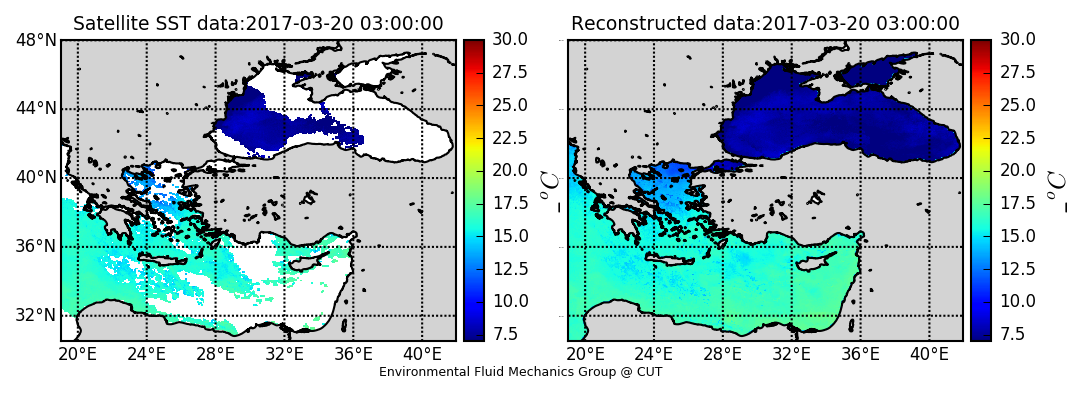 Satellite SST data:2017-03-20 03:00:00
48°N
44°N
40°N
36°N
32°N
20°E 24°E 28°E 32°E 36°E 40°E
30.0
27.5
25.0
22.5
20.0
17.5
15.0
12.5
10.0
7.5
_ °C
Reconstructed data:2017-03-20 03:00:00
20°E 24°E 28°E 32°E 36°E 40°E
30.0
27.5
25.0
22.5
20.0
17.5
15.0
12.5
10.0
7.5
_ °C
Environmental Fluid Mechanics Group @ CUT